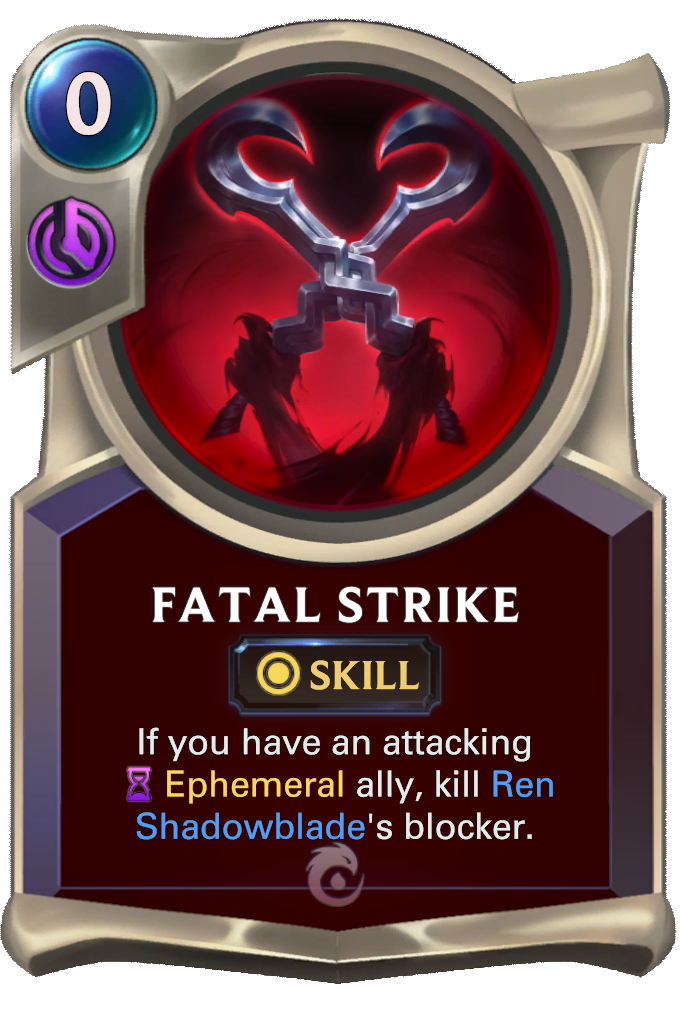 0
FATAL STRIKE
SKILL
If you have an attacking
Ephemeral ally, kill Ren
Shadowblade's blocker.